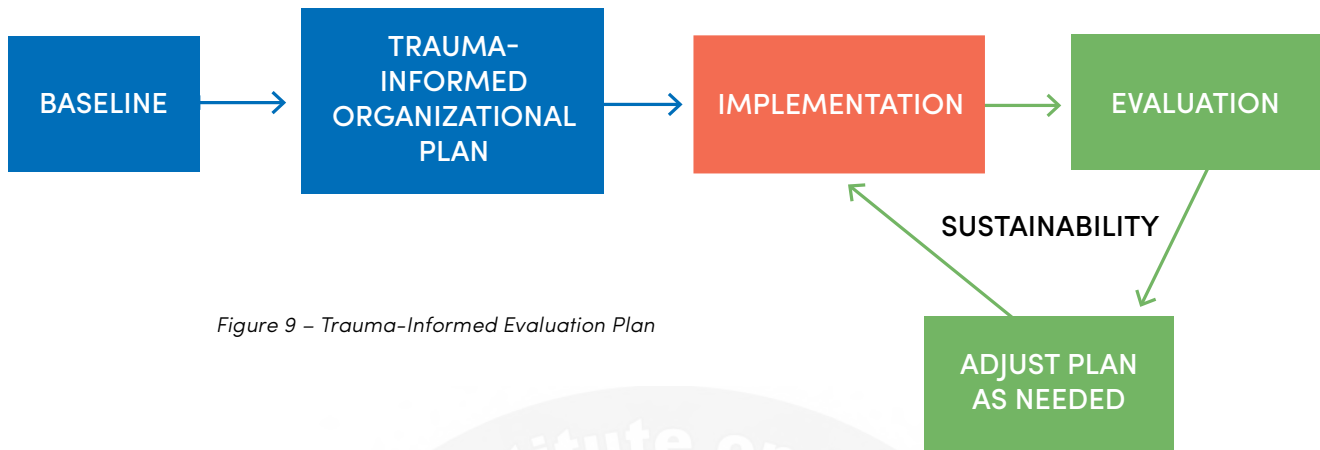 BASELINE
TRAUMA-
INFORMED
ORGANIZATIONAL
PLAN
IMPLEMENTATION
EVALUATION
SUSTAINABILITY
Figure 9 – Trauma-Informed Evaluation Plan
ADJUST PLAN
AS NEEDED